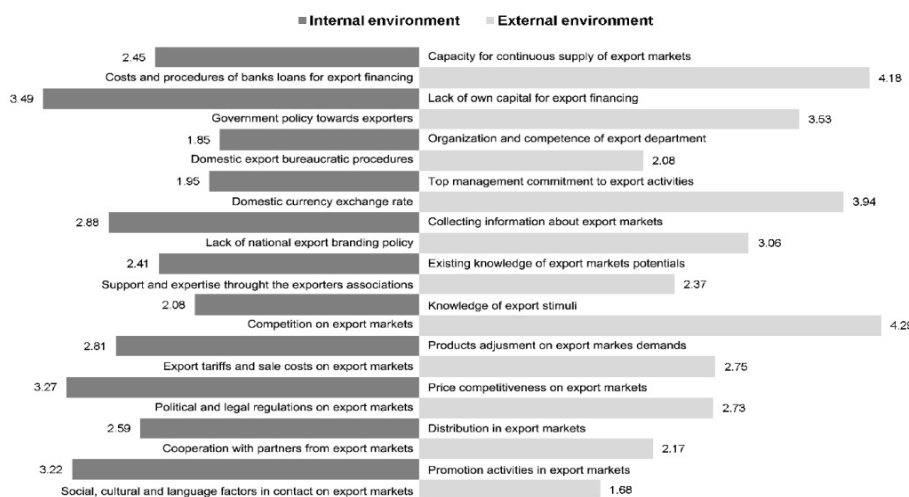 Internal environment External environment
2.45 Capacity for continuous supply of export markets
Costs and procedures of banks loans for export financing 4.18
3.49 Lack of own capital for export financing
Government policy towards exporters 3.53
1.85 Organization and competence of export department
Domestic export bureaucratic procedures 2.08
1.95 Top management commitment to export activities
Domestic currency exchange rate 3.94
2.88 Collecting information about export markets
Lack of national export branding policy 3.06
2.41 Existing knowledge of export markets potentials
Support and expertise throught the exporters associations 2.37
2.08 Knowledge of export stimuli
Competition on export markets 4.29
2.81 Products adjusment on export markes demands
Export tariffs and sale costs on export markets 2.75
3.27 Price competitiveness on export markets
Political and legal regulations on export markets 2.73
2.59 Distribution in export markets
Cooperation with partners from export markets 2.17
3.22 Promotion activities in export markets
Social, cultural and language factors in contact on export markets 1.68